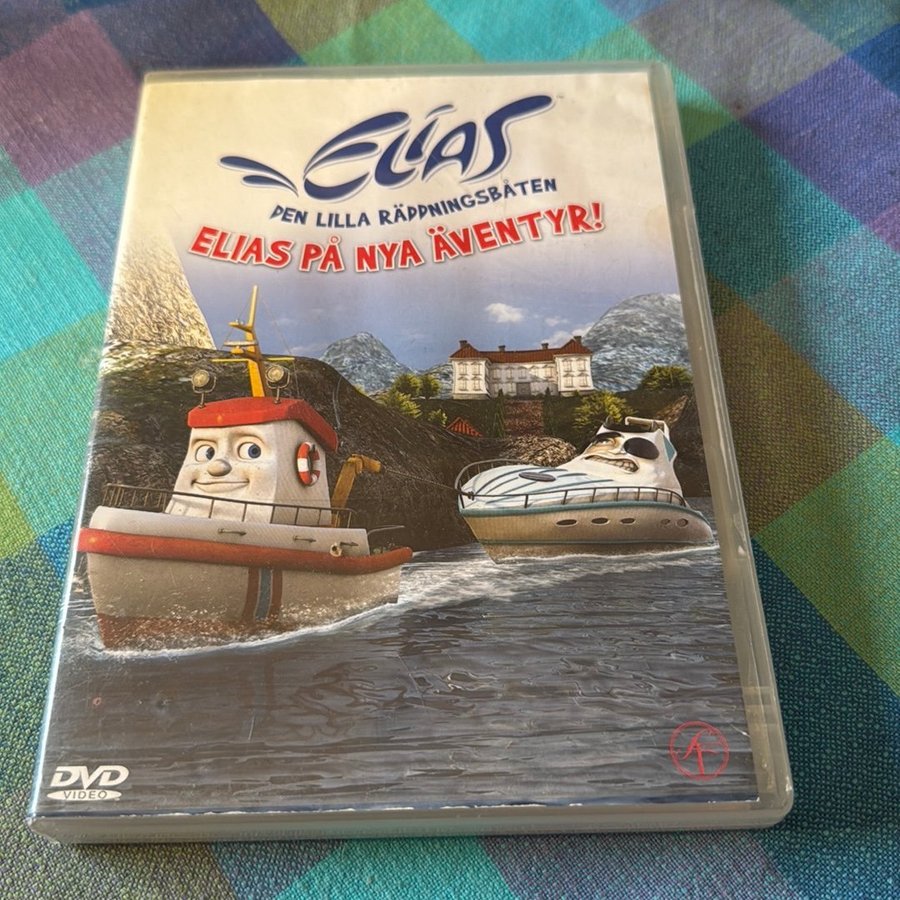 ELIAS
DEN LILLA RÄDDNINGSBÅTEN
ELIAS PÅ NYA ÄVENTYR!
DVD
VIDEO